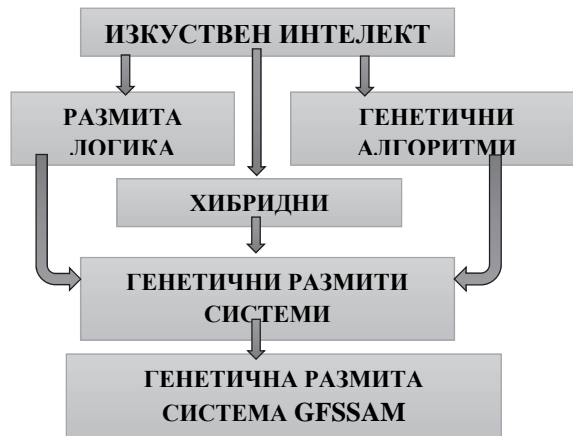 ИЗКУСТВЕН ИНТЕЛЕКТ
РАЗМИТА
ЛОГИКА
ГЕНЕТИЧНИ
АЛГОРИТМИ
ХИБРИДНИ
ГЕНЕТИЧНИ РАЗМИТИ
СИСТЕМИ
ГЕНЕТИЧНА РАЗМИТА
СИСТЕМА GFSSAM